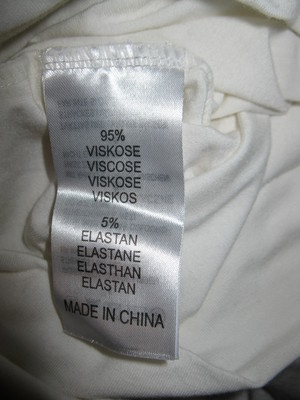 95%
VISKOSE
VISCOSE
VISKOSE
VISKOS
5%
ELASTAN
ELASTANE
ELASTHAN
ELASTAN
MADE IN CHINA